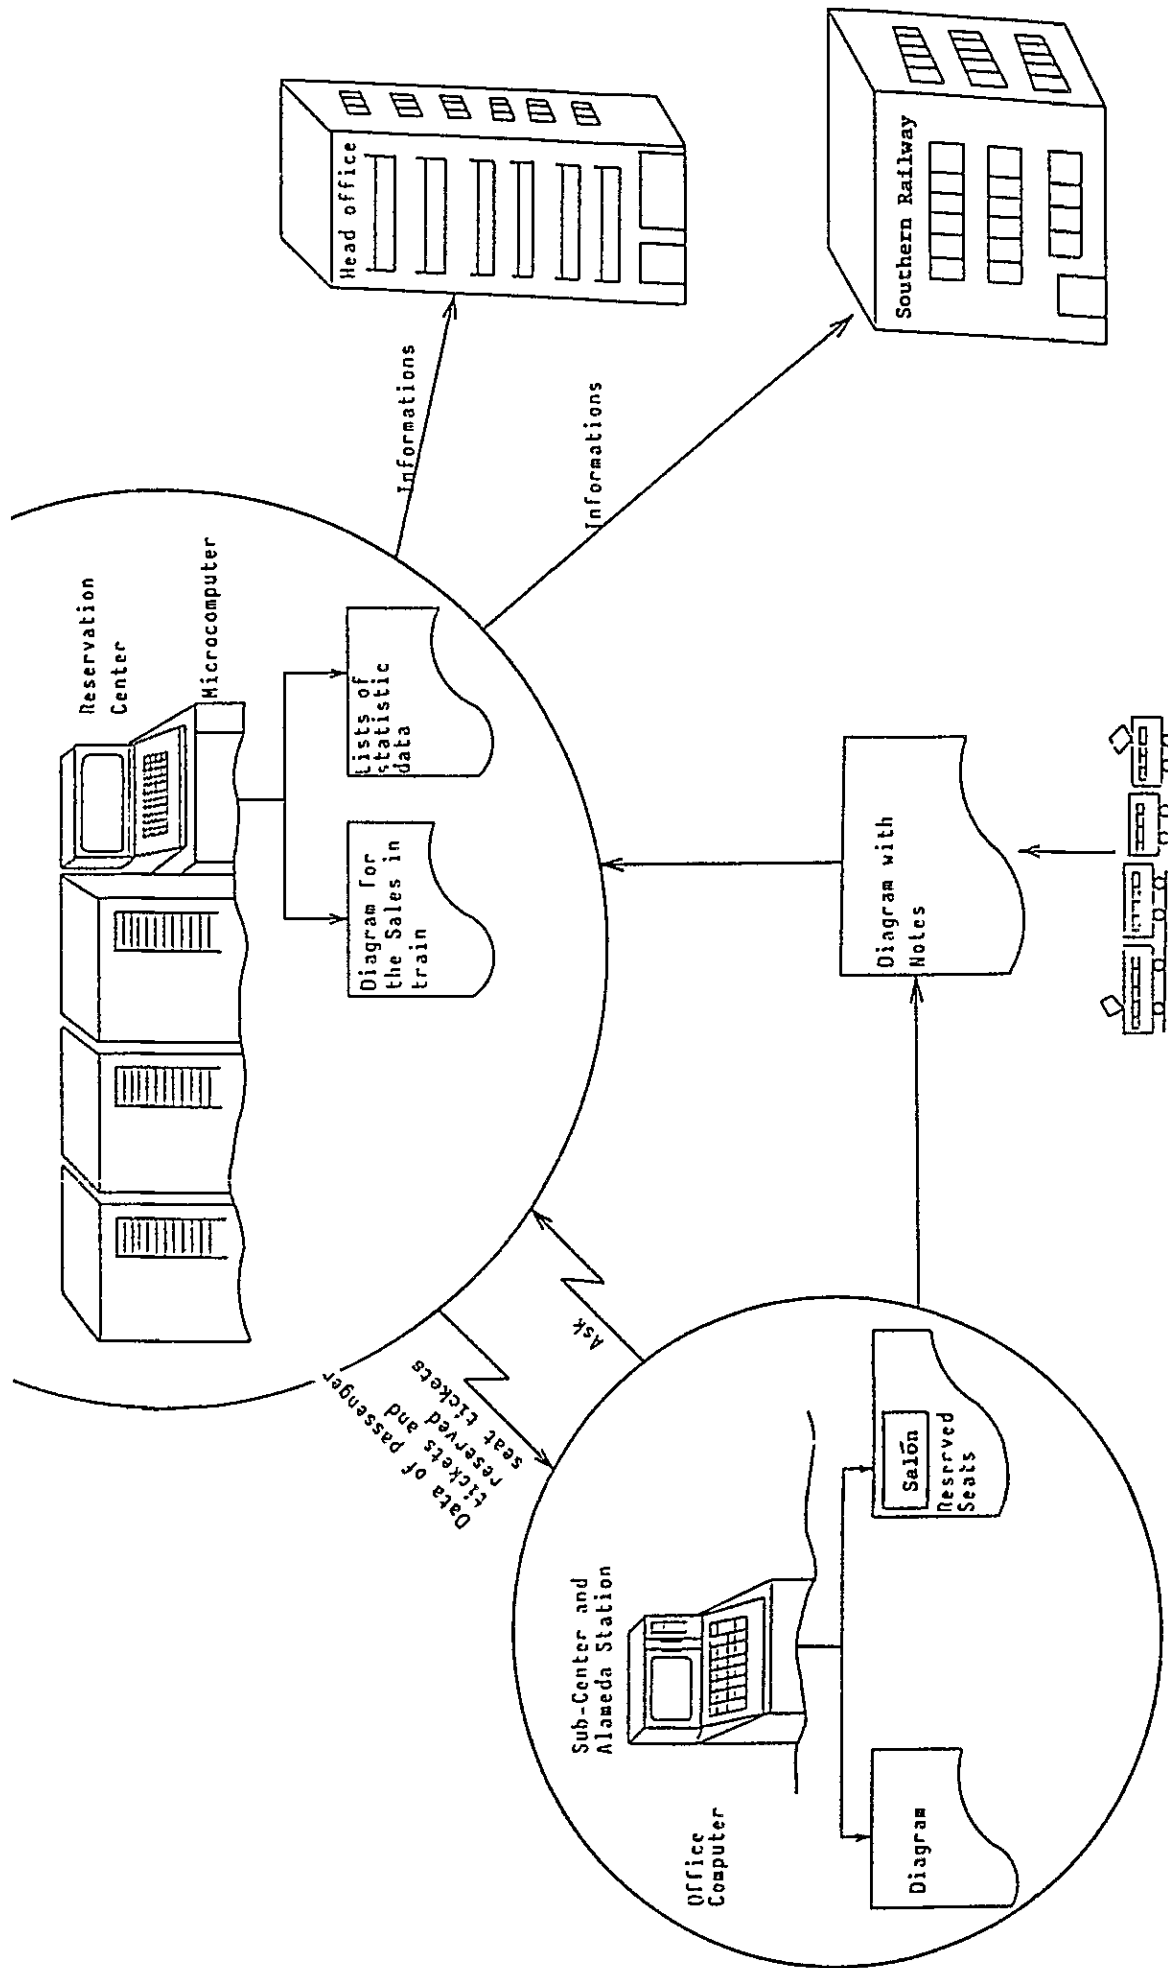 Reservation
Center
Microcomputer
Diagram for
the Sales in
train
Lists of
statistic
data
Head office
Informations
Informations
Southern Railway
Data of passenger
tickets and
reserved and
seat tickets
Ask
Sub-Center and
Alameda Station
Office
Computer
Diagram
Salón
Resrrved
Seats
Diagram with
Notes